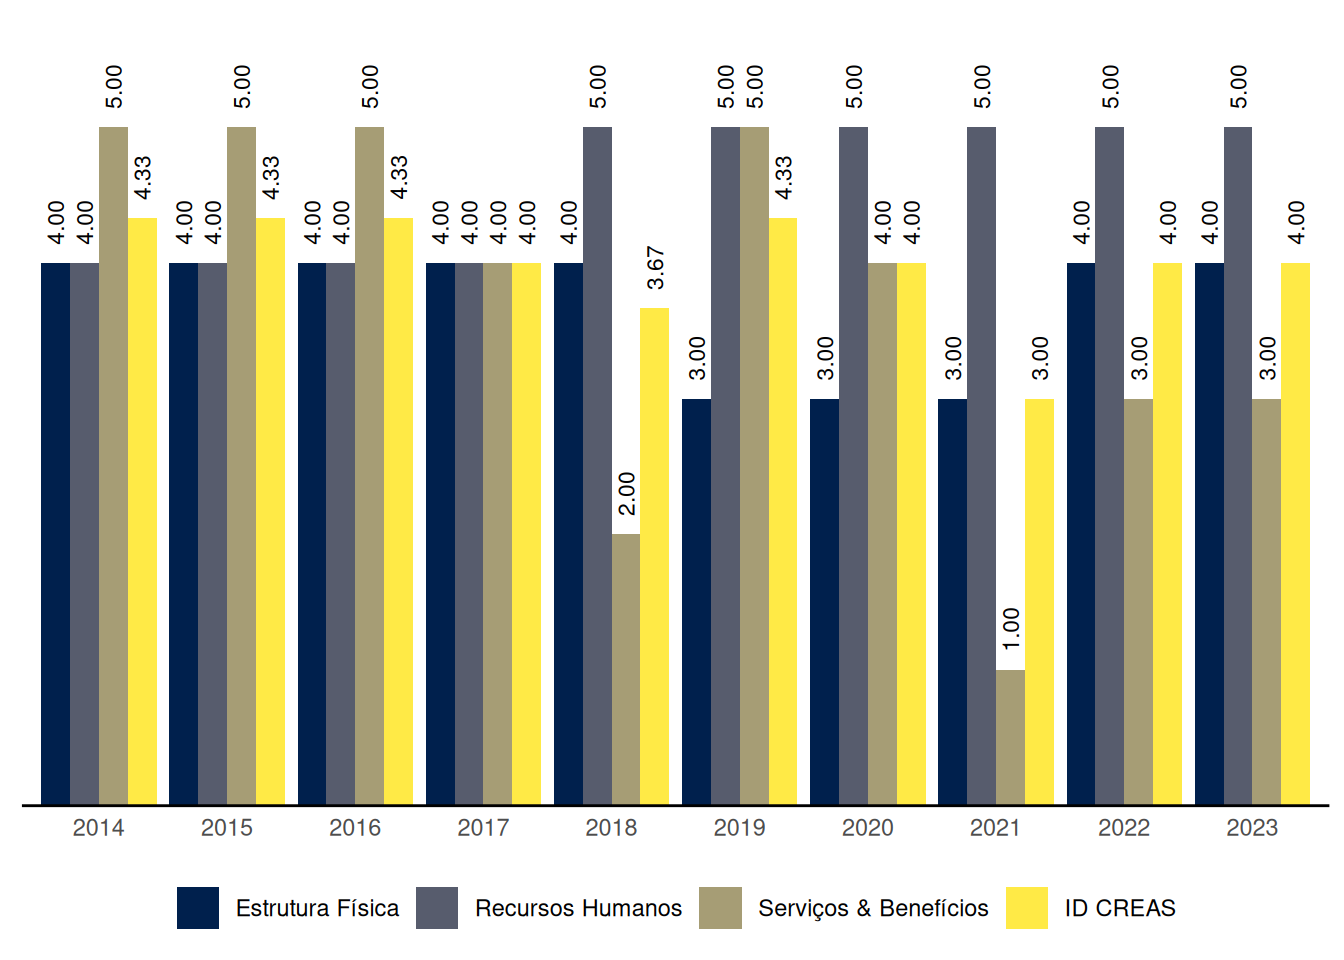 5.00 5.00 5.00 5.00 5.00 5.00 5.00 5.00 5.00 5.00
4.33 4.33 4.33 4.33
4.00 4.00 4.00 4.00 4.00 4.00 4.00 4.00 4.00 4.00 4.00 4.00 4.00 4.00 4.00 4.00 4.00
3.67
3.00 3.00 3.00 3.00 3.00 3.00
2.00
1.00
2014 2015 2016 2017 2018 2019 2020 2021 2022 2023
Estrutura Física Recursos Humanos Serviços & Benefícios ID CREAS